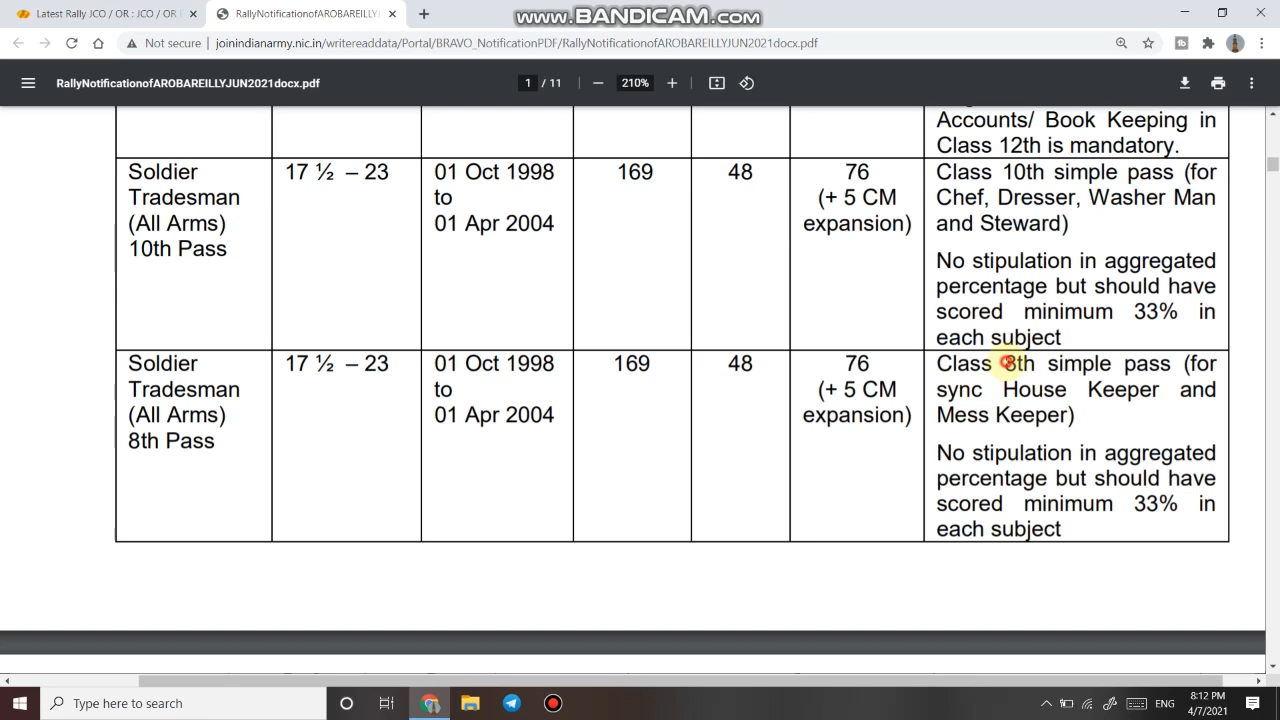 Latest Rally JCO / OR : JCO / OR
RallyNotificationofAROBAREILLYJ
www.BANDICAM.com
Not secure
joinindianarmy.nic.in/writereaddata/Portal/BRAVO_NotificationPDF/RallyNotificationofAROBAREILLYJUN2021docx.pdf
RallyNotificationofAROBAREILLYJUN2021docx.pdf
1 / 11
210%
Accounts/ Book Keeping in
Class 12th is mandatory.
Soldier
Tradesman
(All Arms)
10th Pass
17 ½ – 23
01 Oct 1998
to
01 Apr 2004
169
48
76
(+ 5 CM
expansion)
Class 10th simple pass (for
Chef, Dresser, Washer Man
and Steward)
No stipulation in aggregated
percentage but should have
scored minimum 33% in
each subject
Soldier
Tradesman
(All Arms)
8th Pass
17 ½ – 23
01 Oct 1998
to
01 Apr 2004
169
48
76
(+ 5 CM
expansion)
Class 8th simple pass (for
sync House Keeper and
Mess Keeper)
No stipulation in aggregated
percentage but should have
scored minimum 33% in
each subject
Type here to search
ENG
8:12 PM
4/7/2021